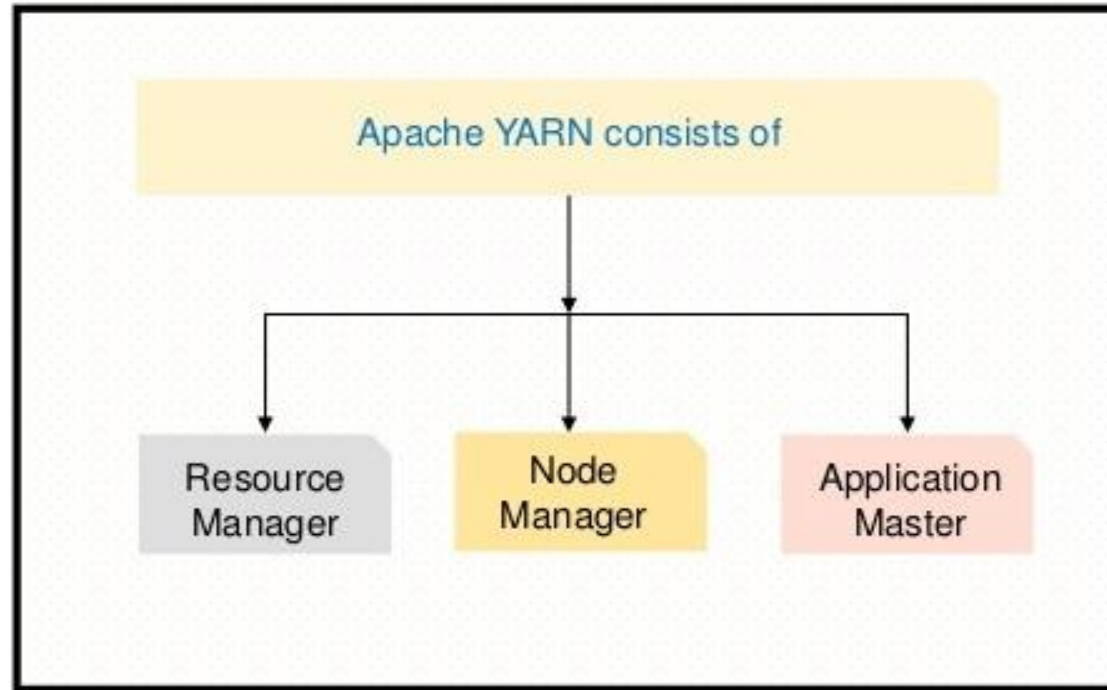 Apache YARN consists of
Resource
Manager
Node
Manager
Application
Master